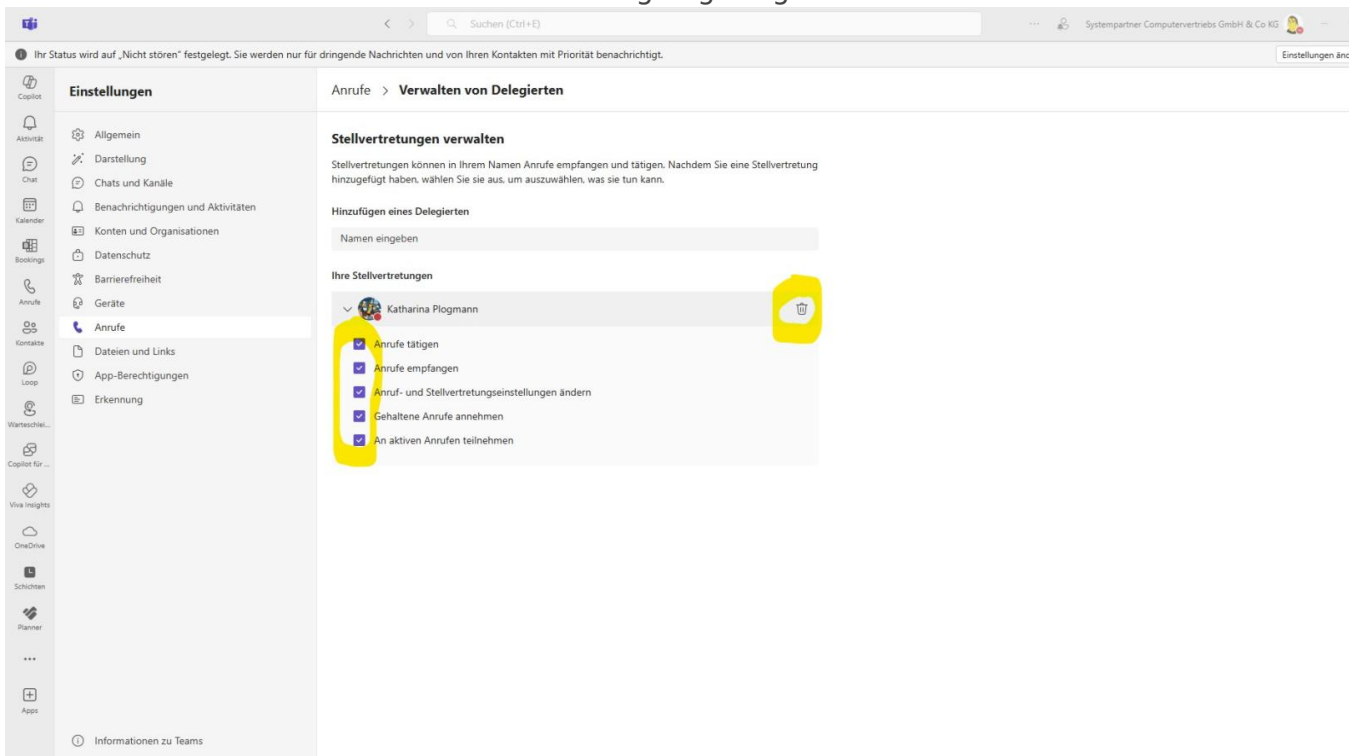 Suchen (Ctrl+E)
Systempartner Computervertriebs GmbH & Co KG
Ihr Status wird auf „Nicht stören“ festgelegt. Sie werden nur für dringende Nachrichten und von Ihren Kontakten mit Priorität benachrichtigt.
Einstellungen änd
Copilot
Aktivität
Chat
Kalender
Bookings
Anrufe
Kontakte
Loop
Warteschlei...
Copilot für ...
Viva Insights
OneDrive
Schichten
Planner
Apps
Einstellungen
Allgemein
Darstellung
Chats und Kanäle
Benachrichtigungen und Aktivitäten
Konten und Organisationen
Datenschutz
Barrierefreiheit
Geräte
Anrufe
Dateien und Links
App-Berechtigungen
Erkennung
Informationen zu Teams
Anrufe > Verwalten von Delegierten
Stellvertretungen verwalten
Stellvertretungen können in Ihrem Namen Anrufe empfangen und tätigen. Nachdem Sie eine Stellvertretung
hinzugefügt haben, wählen Sie sie aus, um auszuwählen, was sie tun kann.
Hinzufügen eines Delegierten
Namen eingeben
Ihre Stellvertretungen
Katharina Plogmann
Anrufe tätigen
Anrufe empfangen
Anruf- und Stellvertretungseinstellungen ändern
Gehaltene Anrufe annehmen
An aktiven Anrufen teilnehmen